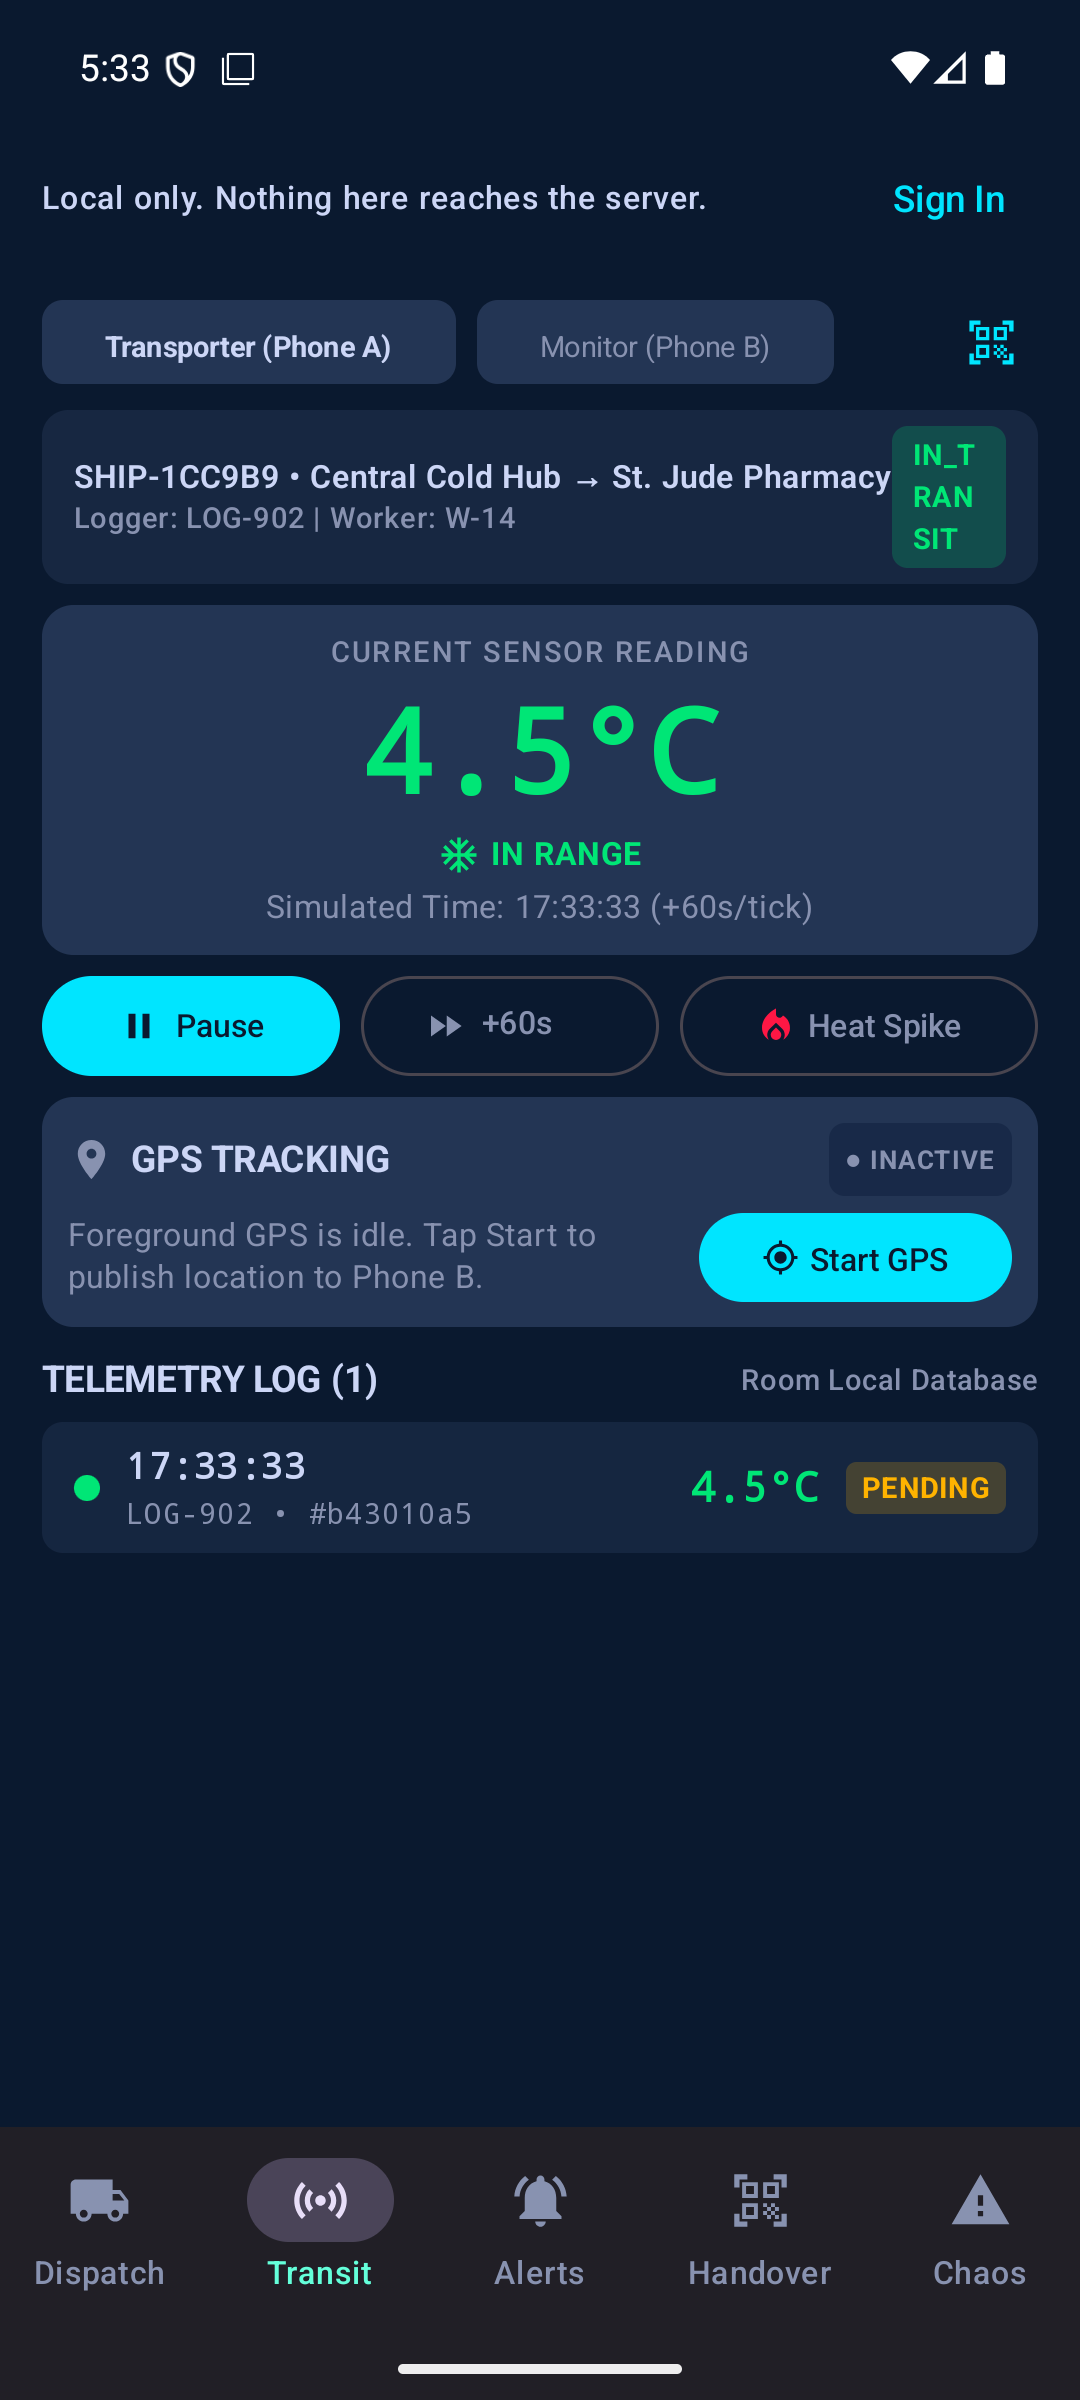 5:33
Local only. Nothing here reaches the server.
Sign In
Transporter (Phone A)
Monitor (Phone B)
SHIP-1CC9B9 • Central Cold Hub → St. Jude Pharmacy
Logger: LOG-902 | Worker: W-14
IN_T
RAN
SIT
CURRENT SENSOR READING
4.5°C
IN RANGE
Simulated Time: 17:33:33 (+60s/tick)
Pause
+60s
Heat Spike
GPS TRACKING
• INACTIVE
Foreground GPS is idle. Tap Start to
publish location to Phone B.
Start GPS
TELEMETRY LOG (1)
Room Local Database
17:33:33
LOG-902 • #b43010a5
4.5°C
PENDING
Dispatch
Transit
Alerts
Handover
Chaos